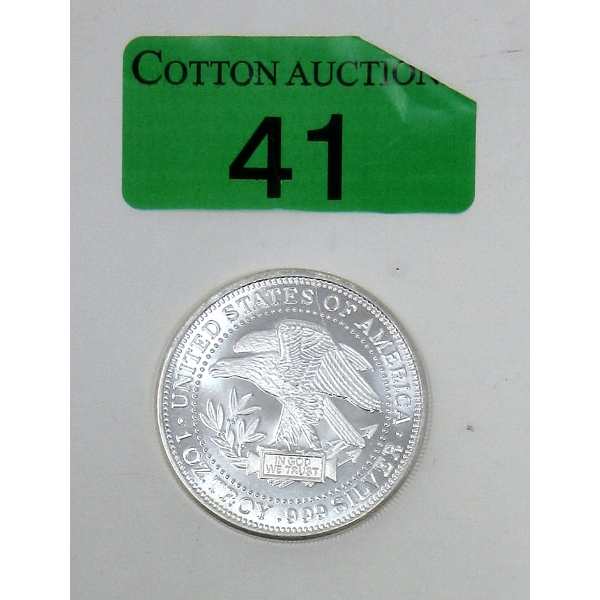 COTTON AUCTION
41
UNITED STATES OF AMERICA
IN GOD
WE TRUST
1 OZ. TROY .999 SILVER